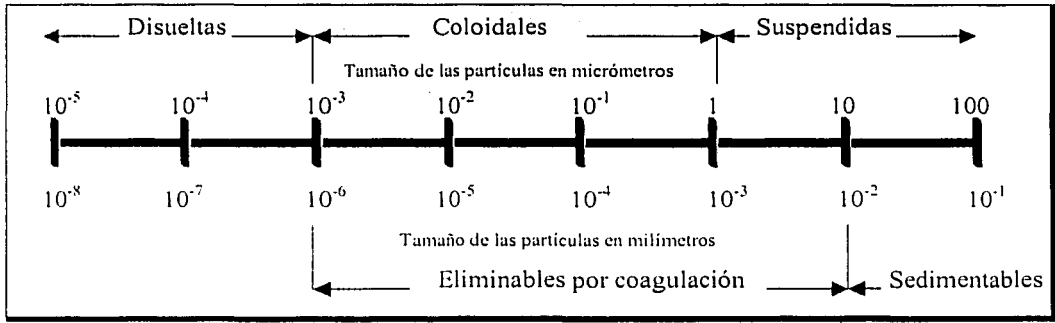 Disueltas Coloidales Suspendidas
Tamaño de las partículas en micrómetros
10⁻⁵ 10⁻⁴ 10⁻³ 10⁻² 10⁻¹ 1 10 100
10⁻⁸ 10⁻⁷ 10⁻⁶ 10⁻⁵ 10⁻⁴ 10⁻³ 10⁻² 10⁻¹
Tamaño de las partículas en milímetros
Eliminables por coagulación Sedimentables